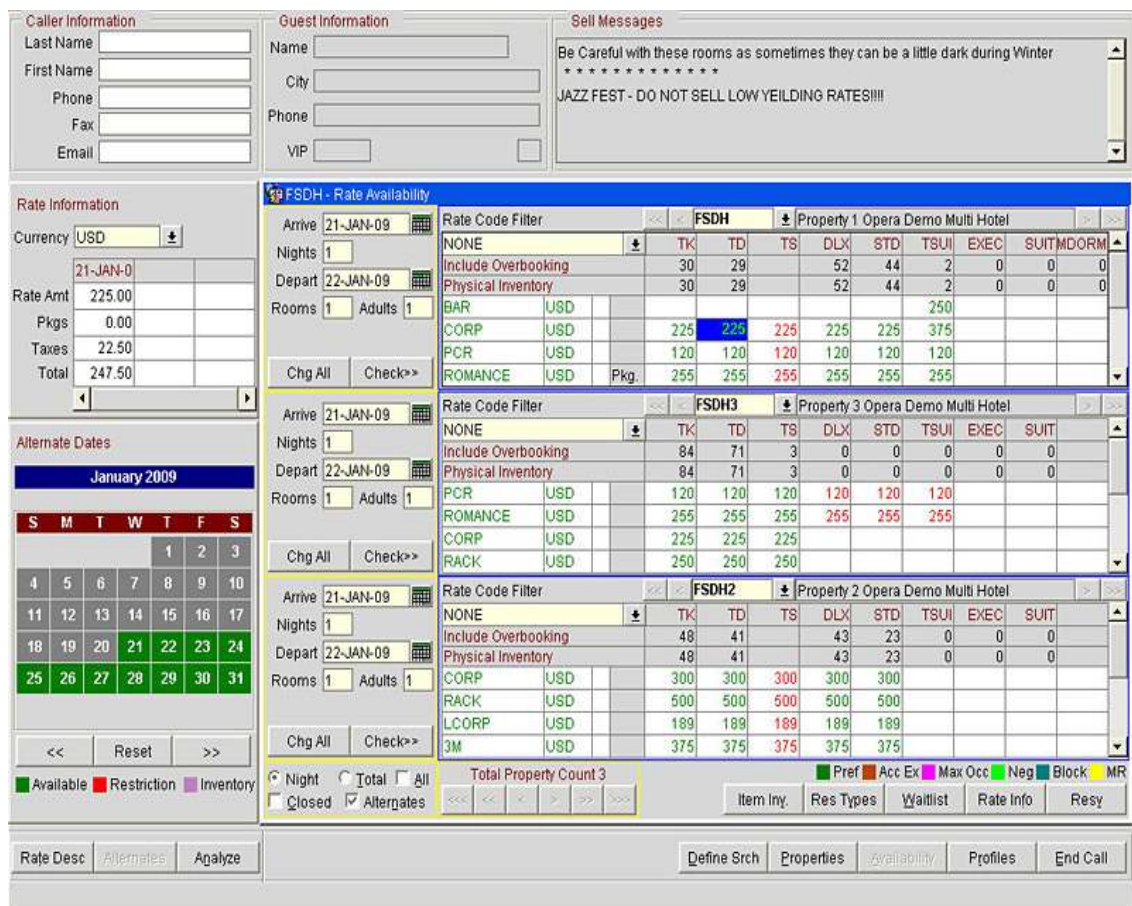 Caller Information
Last Name
First Name
Phone
Fax
Email
Guest Information
Name
City
Phone
VIP
Sell Messages
Be Careful with these rooms as sometimes they can be a little dark during Winter
* * * * * * * * * * * * *
JAZZ FEST - DO NOT SELL LOW YEILDING RATES!!!!
Rate Information
Currency USD
21-JAN-0
Rate Amt 225.00
Pkgs 0.00
Taxes 22.50
Total 247.50
Alternate Dates
January 2009
S M T W T F S
1 2 3
4 5 6 7 8 9 10
11 12 13 14 15 16 17
18 19 20 21 22 23 24
25 26 27 28 29 30 31
<< Reset >>
Available Restriction Inventory
FSDH - Rate Availability
Arrive 21-JAN-09
Nights 1
Depart 22-JAN-09
Rooms 1 Adults 1
Chg All Check>>
Rate Code Filter << < FSDH Property 1 Opera Demo Multi Hotel > >>
NONE TK TD TS DLX STD TSUI EXEC SUIT MDORM
Include Overbooking 30 29 52 44 2 0 0 0
Physical Inventory 30 29 52 44 2 0 0 0
BAR USD 250
CORP USD 225 225 225 225 225 375
PCR USD 120 120 120 120 120 120
ROMANCE USD Pkg. 255 255 255 255 255 255
Arrive 21-JAN-09
Nights 1
Depart 22-JAN-09
Rooms 1 Adults 1
Chg All Check>>
Rate Code Filter << < FSDH3 Property 3 Opera Demo Multi Hotel > >>
NONE TK TD TS DLX STD TSUI EXEC SUIT
Include Overbooking 84 71 3 0 0 0 0 0
Physical Inventory 84 71 3 0 0 0 0 0
PCR USD 120 120 120 120 120 120
ROMANCE USD 255 255 255 255 255 255
CORP USD 225 225 225
RACK USD 250 250 250
Arrive 21-JAN-09
Nights 1
Depart 22-JAN-09
Rooms 1 Adults 1
Chg All Check>>
Rate Code Filter << < FSDH2 Property 2 Opera Demo Multi Hotel > >>
NONE TK TD TS DLX STD TSUI EXEC SUIT
Include Overbooking 48 41 43 23 0 0 0
Physical Inventory 48 41 43 23 0 0 0
CORP USD 300 300 300 300 300
RACK USD 500 500 500 500 500
LCORP USD 189 189 189 189 189
3M USD 375 375 375 375 375
Night Total All
Closed Alternates
Total Property Count 3
<<< << < > >> >>>
Pref Acc Ex Max Occ Neg Block MR
Item Inv. Res Types Waitlist Rate Info Resv
Rate Desc Alternates Analyze
Define Srch Properties Availability Profiles End Call